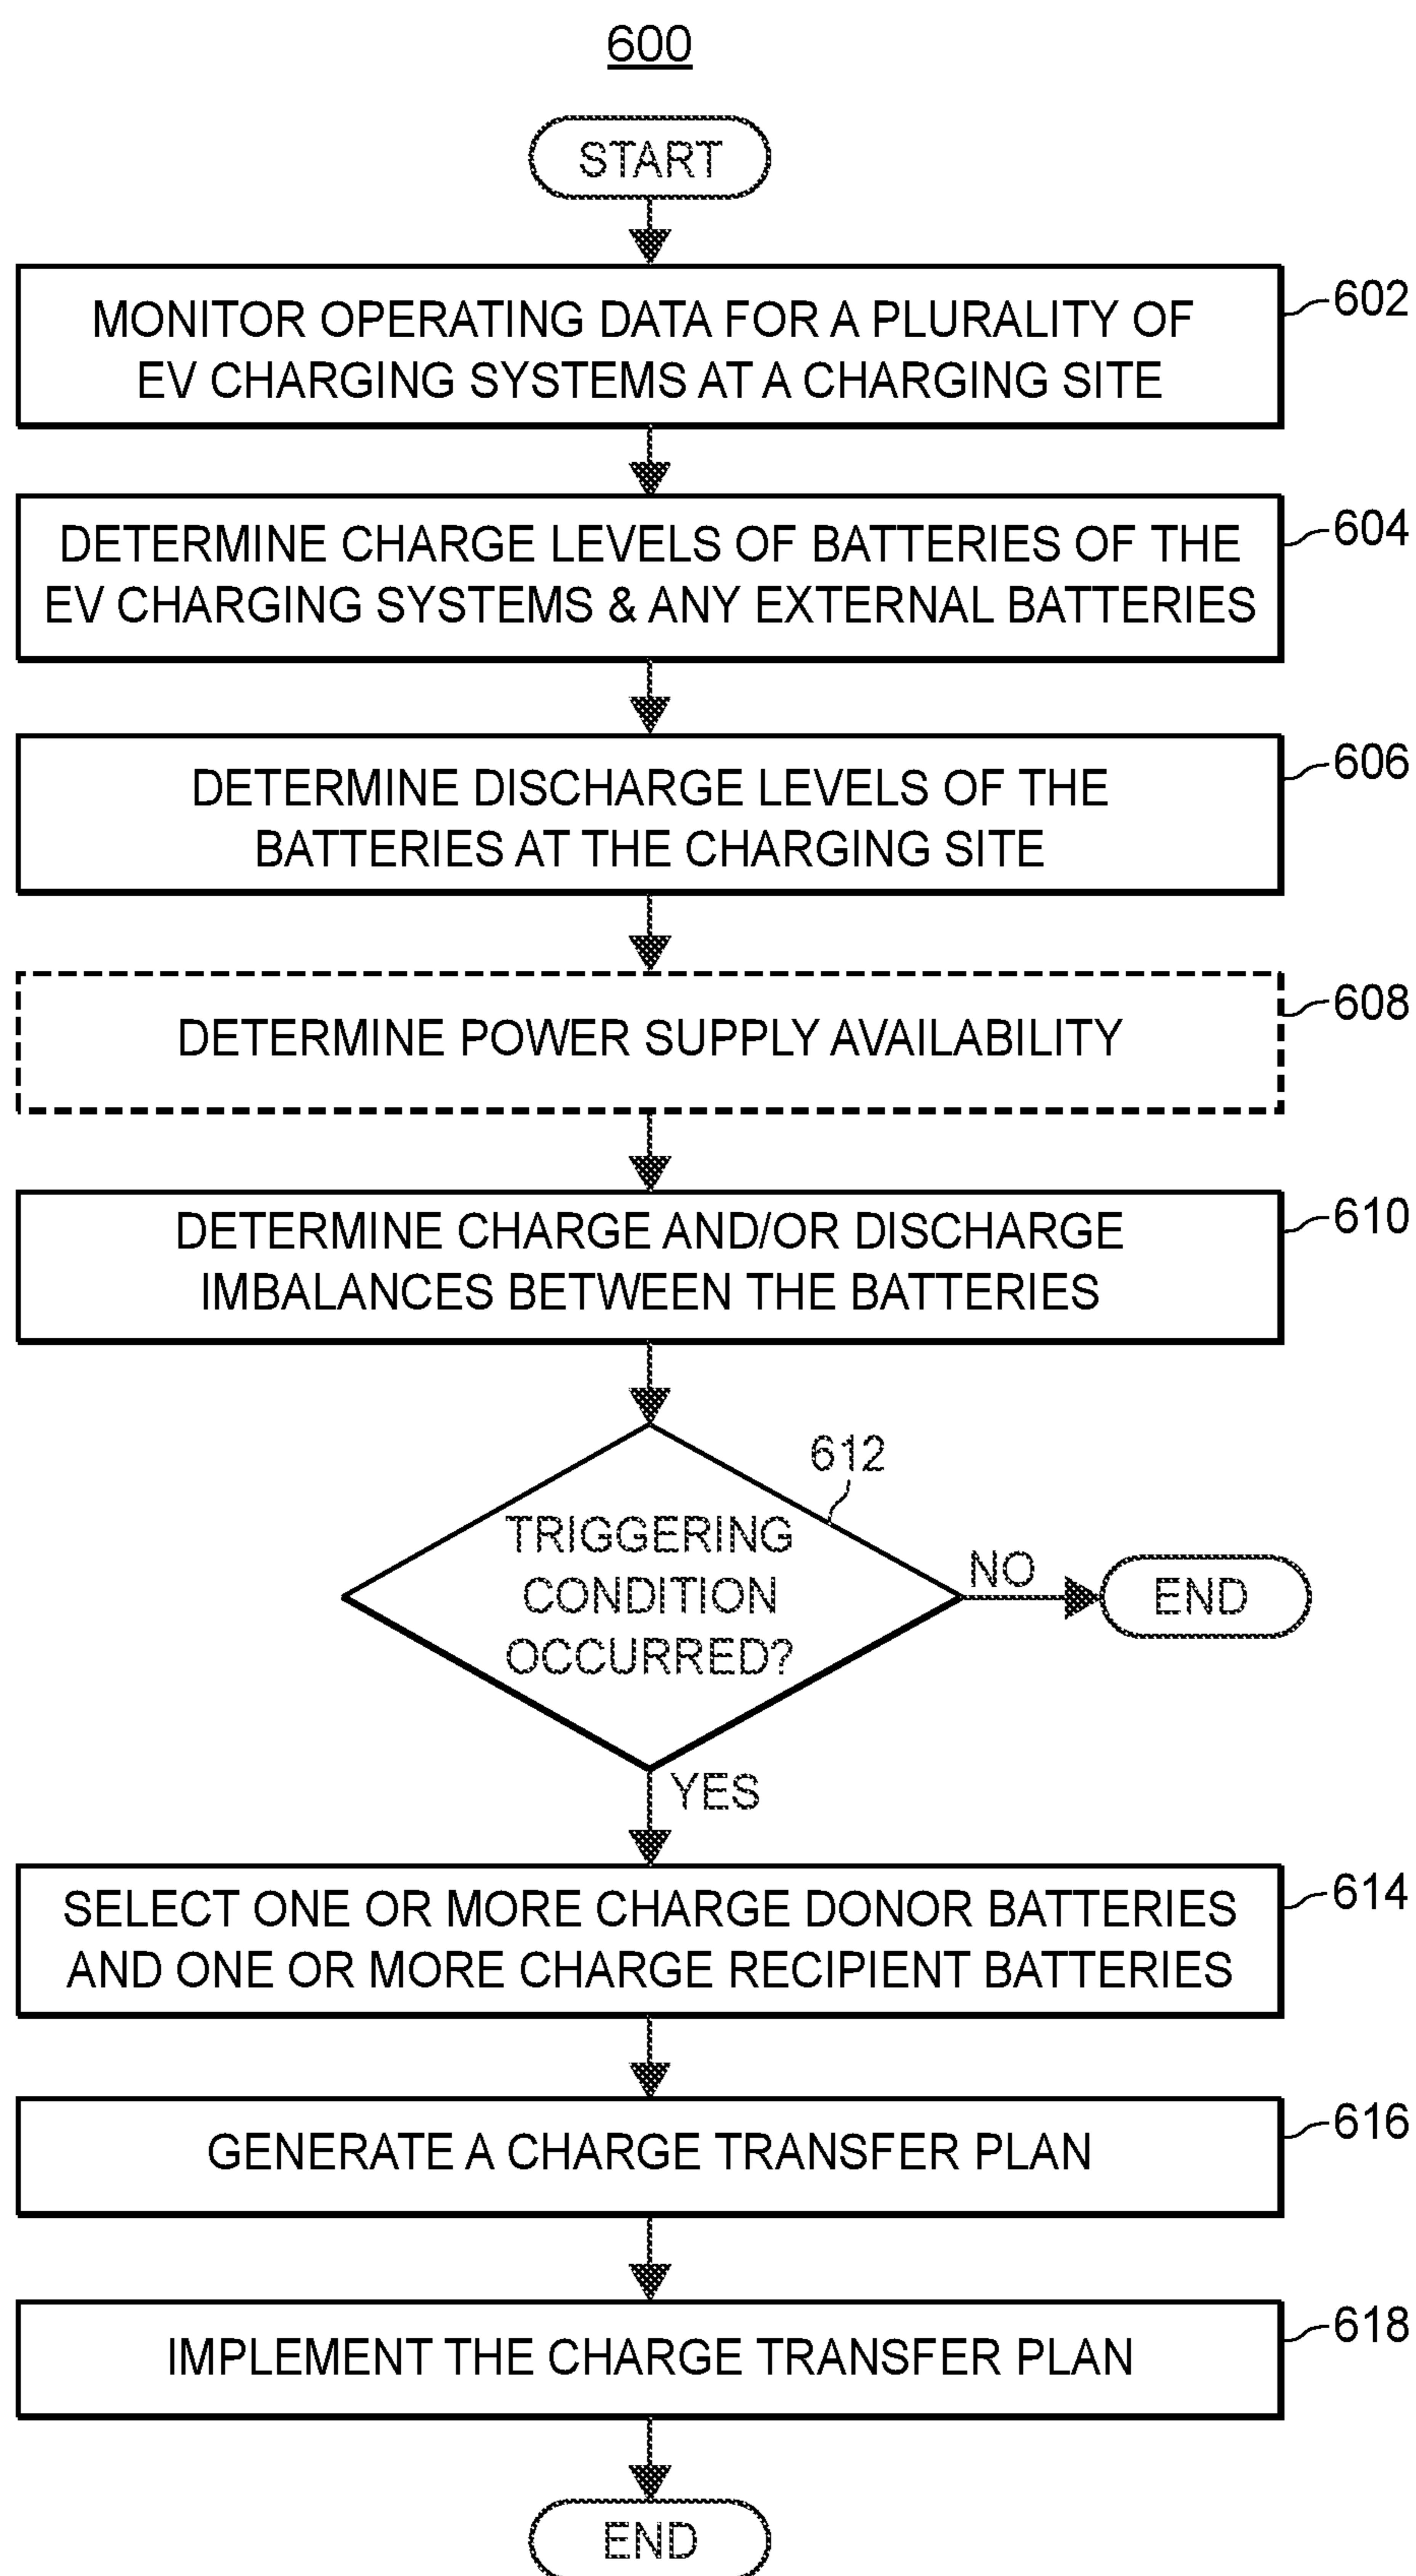 600
START
MONITOR OPERATING DATA FOR A PLURALITY OF
EV CHARGING SYSTEMS AT A CHARGING SITE
602
DETERMINE CHARGE LEVELS OF BATTERIES OF THE
EV CHARGING SYSTEMS & ANY EXTERNAL BATTERIES
604
DETERMINE DISCHARGE LEVELS OF THE
BATTERIES AT THE CHARGING SITE
606
DETERMINE POWER SUPPLY AVAILABILITY
608
DETERMINE CHARGE AND/OR DISCHARGE
IMBALANCES BETWEEN THE BATTERIES
610
612
TRIGGERING
CONDITION
OCCURRED?
NO
END
YES
SELECT ONE OR MORE CHARGE DONOR BATTERIES
AND ONE OR MORE CHARGE RECIPIENT BATTERIES
614
GENERATE A CHARGE TRANSFER PLAN
616
IMPLEMENT THE CHARGE TRANSFER PLAN
618
END